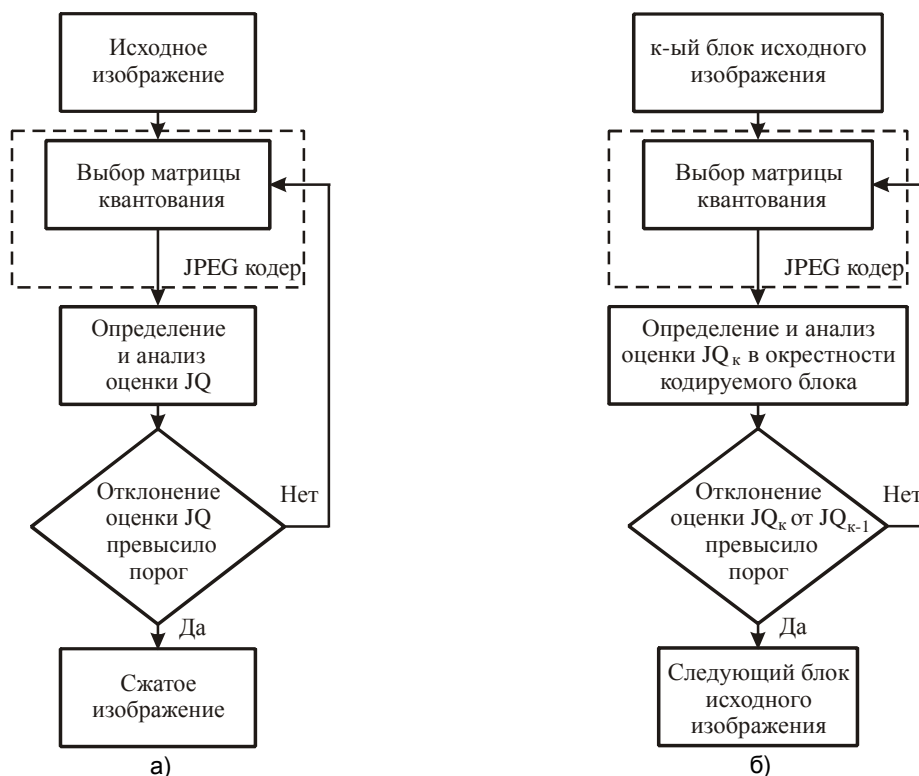 Исходное
изображение
Выбор матрицы
квантования
JPEG кодер
Определение
и анализ
оценки JQ
Отклонение
оценки JQ
превысило
порог
Нет
Да
Сжатое
изображение
а)
к-ый блок исходного
изображения
Выбор матрицы
квантования
JPEG кодер
Определение и анализ
оценки JQк в окрестности
кодируемого блока
Отклонение
оценки JQк от JQк-1
превысило
порог
Нет
Да
Следующий блок
исходного
изображения
б)